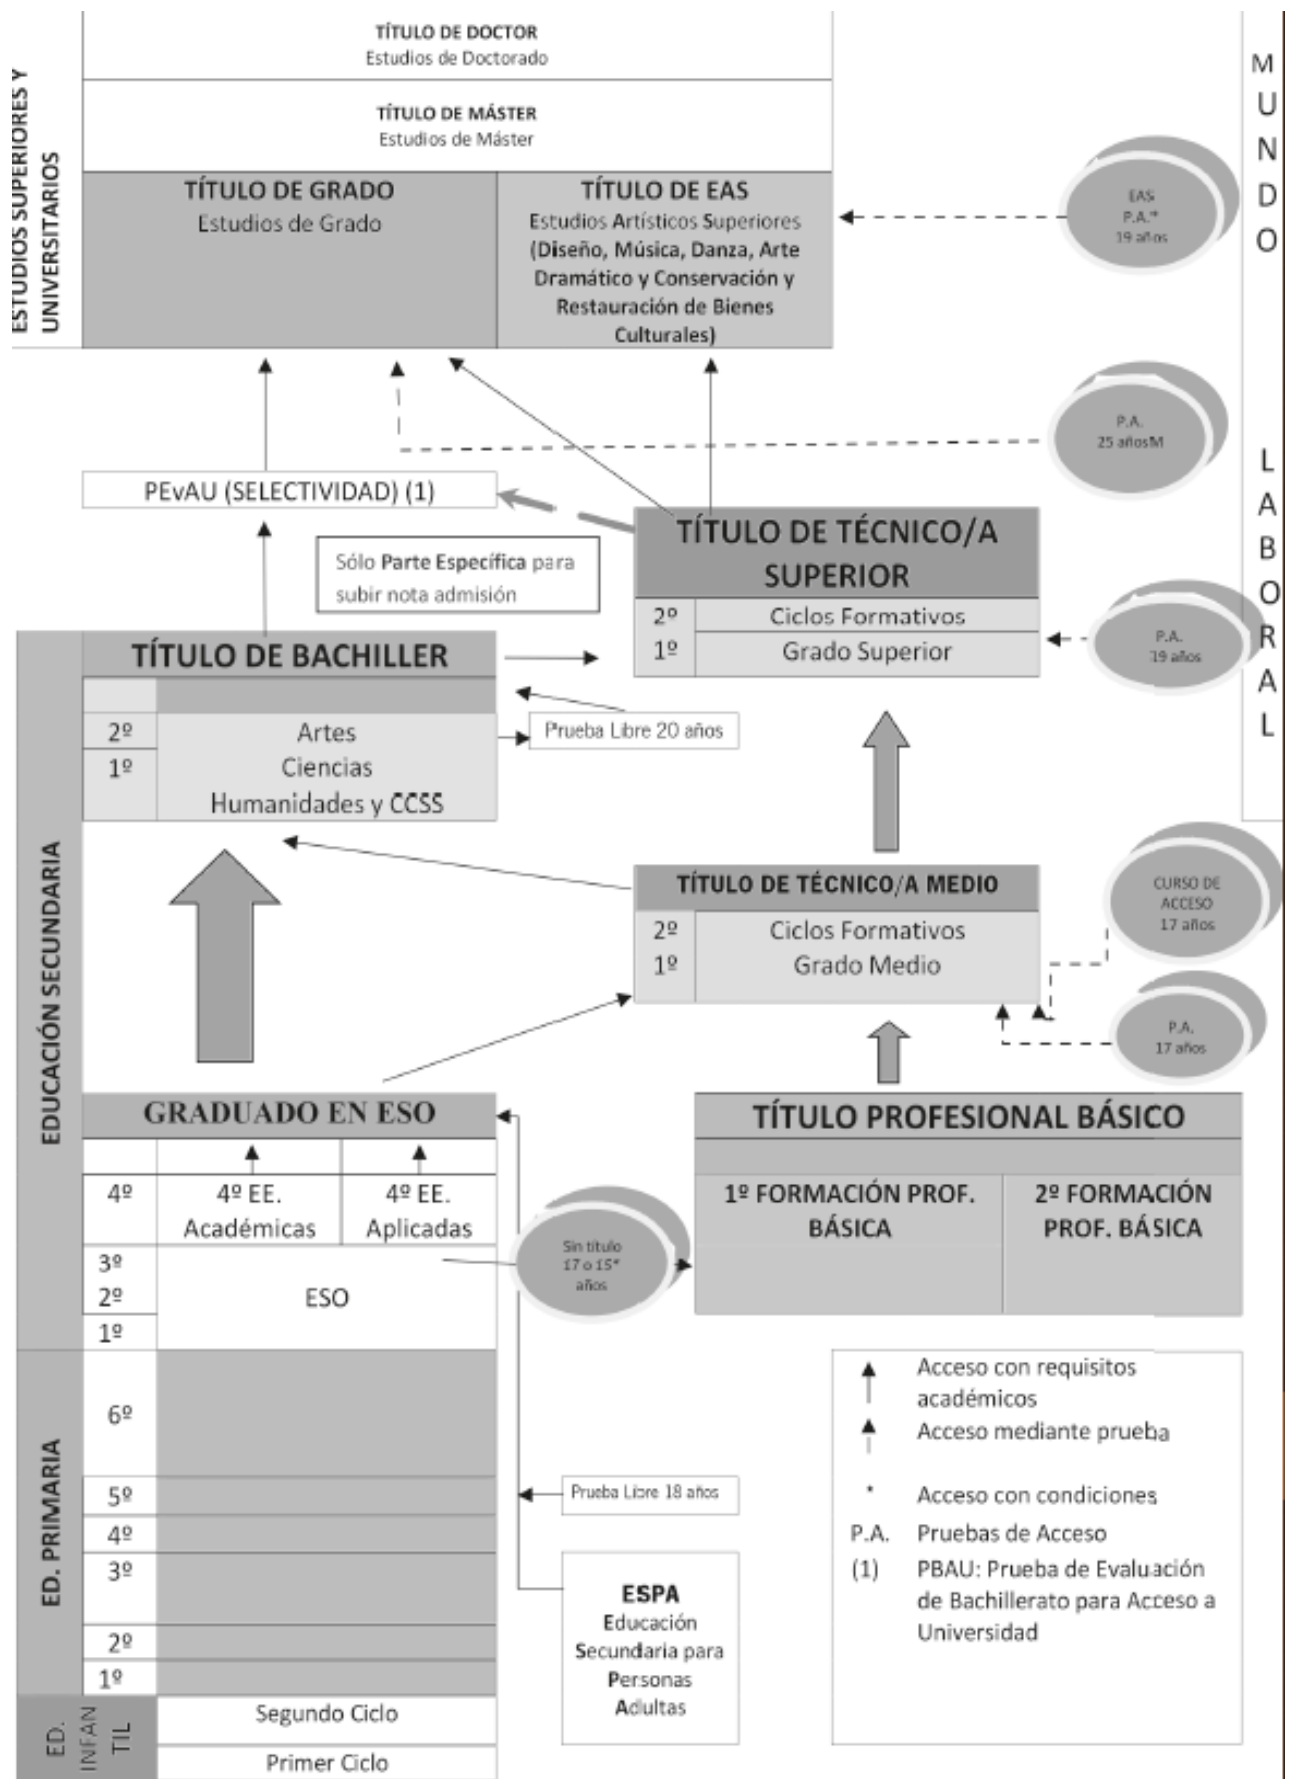 TÍTULO DE DOCTOR
Estudios de Doctorado
TÍTULO DE MÁSTER
Estudios de Máster
ESTUDIOS SUPERIORES Y
UNIVERSITARIOS
TÍTULO DE GRADO
Estudios de Grado
TÍTULO DE EAS
Estudios Artísticos Superiores
(Diseño, Música, Danza, Arte
Dramático y Conservación y
Restauración de Bienes
Culturales)
EAS
P.A.*
19 años
MUNDO
LABORAL
P.A.
25 añosM
PEvAU (SELECTIVIDAD) (1)
Sólo Parte Específica para
subir nota admisión
TÍTULO DE TÉCNICO/A
SUPERIOR
2º Ciclos Formativos
1º Grado Superior
P.A.
19 años
EDUCACIÓN SECUNDARIA
TÍTULO DE BACHILLER
2º Artes
1º Ciencias
Humanidades y CCSS
Prueba Libre 20 años
TÍTULO DE TÉCNICO/A MEDIO
2º Ciclos Formativos
1º Grado Medio
CURSO DE
ACCESO
17 años
P.A.
17 años
GRADUADO EN ESO
4º 4º EE.
Académicas
4º EE.
Aplicadas
3º
2º ESO
1º
Sin título
17 o 15*
años
TÍTULO PROFESIONAL BÁSICO
1º FORMACIÓN PROF.
BÁSICA
2º FORMACIÓN
PROF. BÁSICA
ED. PRIMARIA
6º
5º
4º
3º
2º
1º
Prueba Libre 18 años
ESPA
Educación
Secundaria para
Personas
Adultas
ED.
INFAN
TIL
Segundo Ciclo
Primer Ciclo
Acceso con requisitos
académicos
Acceso mediante prueba
* Acceso con condiciones
P.A. Pruebas de Acceso
(1) PBAU: Prueba de Evaluación
de Bachillerato para Acceso a
Universidad